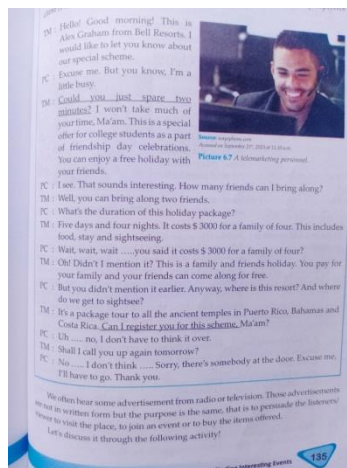 TM : Hello! Good morning! This is
Alex Graham from Bell Resorts. I
would like to let you know about
our special scheme.
PC : Excuse me. But you know, I'm a
little busy.
TM : Could you just spare two
minutes? I won't take much of
your time, Ma'am. This is a special
offer for college students as a part
of friendship day celebrations.
You can enjoy a free holiday with
your friends.
Source:
Picture 6.7 A telemarketing personnel.
PC : I see. That sounds interesting. How many friends can I bring along?
TM : Well, you can bring along two friends.
PC : What's the duration of this holiday package?
TM : Five days and four nights. It costs $ 3000 for a family of four. This includes
food, stay and sightseeing.
PC : Wait, wait, wait .....you said it costs $ 3000 for a family of four?
TM : Oh! Didn't I mention it? This is a family and friends holiday. You pay for
your family and your friends can come along for free.
PC : But you didn't mention it earlier. Anyway, where is this resort? And where
do we get to sightsee?
TM : It's a package tour to all the ancient temples in Puerto Rico, Bahamas and
Costa Rica. Can I register you for this scheme, Ma'am?
PC : Uh ..... no, I don't have to think it over.
TM : Shall I call you up again tomorrow?
PC : No ..... I don't think ..... Sorry, there's somebody at the door. Excuse me,
I'll have to go. Thank you.
We often hear some advertisement from radio or television. Those advertisements
are not in written form but the purpose is the same, that is to persuade the listeners/
viewer to visit the place, to join an event or to buy the items offered.
Let's discuss it through the following activity!
Interesting Events
135